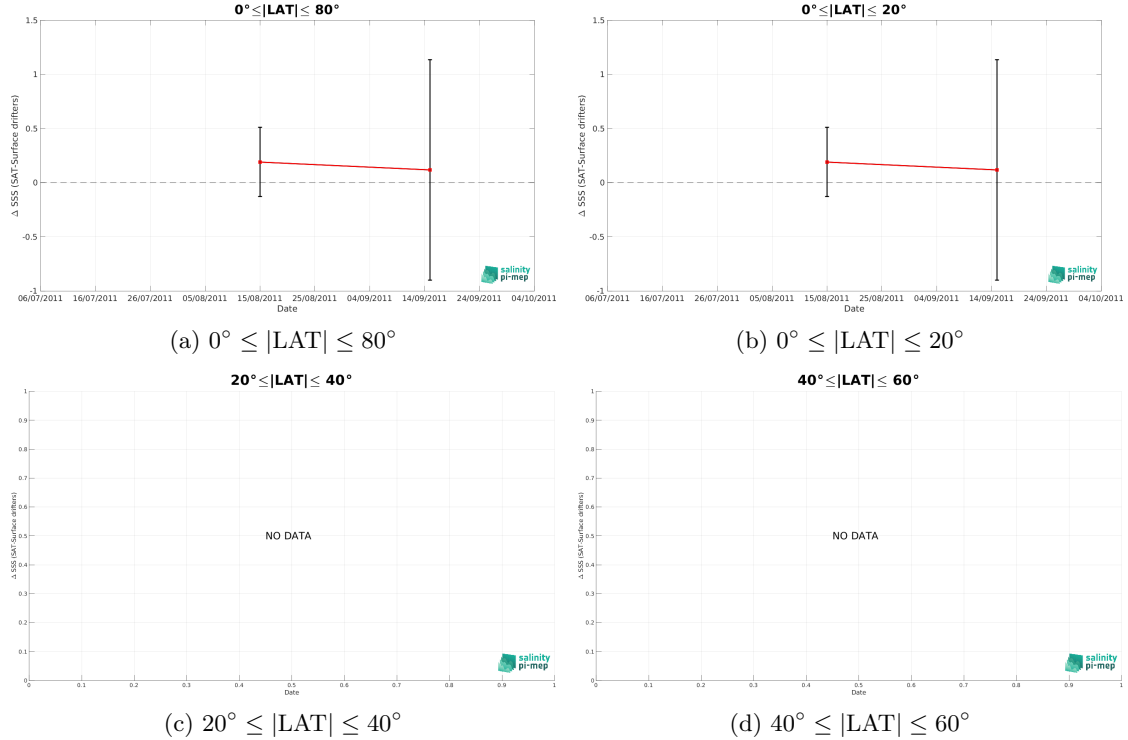 0°≤|LAT|≤ 80°
Δ SSS (SAT-Surface drifters)
1.5
1
0.5
0
-0.5
-1
06/07/2011 16/07/2011 26/07/2011 05/08/2011 15/08/2011 25/08/2011 04/09/2011 14/09/2011 24/09/2011 04/10/2011
Date
salinity
pi-mep
(a) 0° ≤ |LAT| ≤ 80°
0°≤|LAT|≤ 20°
Δ SSS (SAT-Surface drifters)
1.5
1
0.5
0
-0.5
-1
06/07/2011 16/07/2011 26/07/2011 05/08/2011 15/08/2011 25/08/2011 04/09/2011 14/09/2011 24/09/2011 04/10/2011
Date
salinity
pi-mep
(b) 0° ≤ |LAT| ≤ 20°
20°≤|LAT|≤ 40°
Δ SSS (SAT-Surface drifters)
1
0.9
0.8
0.7
0.6
0.5
0.4
0.3
0.2
0.1
0
NO DATA
0 0.1 0.2 0.3 0.4 0.5 0.6 0.7 0.8 0.9 1
Date
salinity
pi-mep
(c) 20° ≤ |LAT| ≤ 40°
40°≤|LAT|≤ 60°
Δ SSS (SAT-Surface drifters)
1
0.9
0.8
0.7
0.6
0.5
0.4
0.3
0.2
0.1
0
NO DATA
0 0.1 0.2 0.3 0.4 0.5 0.6 0.7 0.8 0.9 1
Date
salinity
pi-mep
(d) 40° ≤ |LAT| ≤ 60°